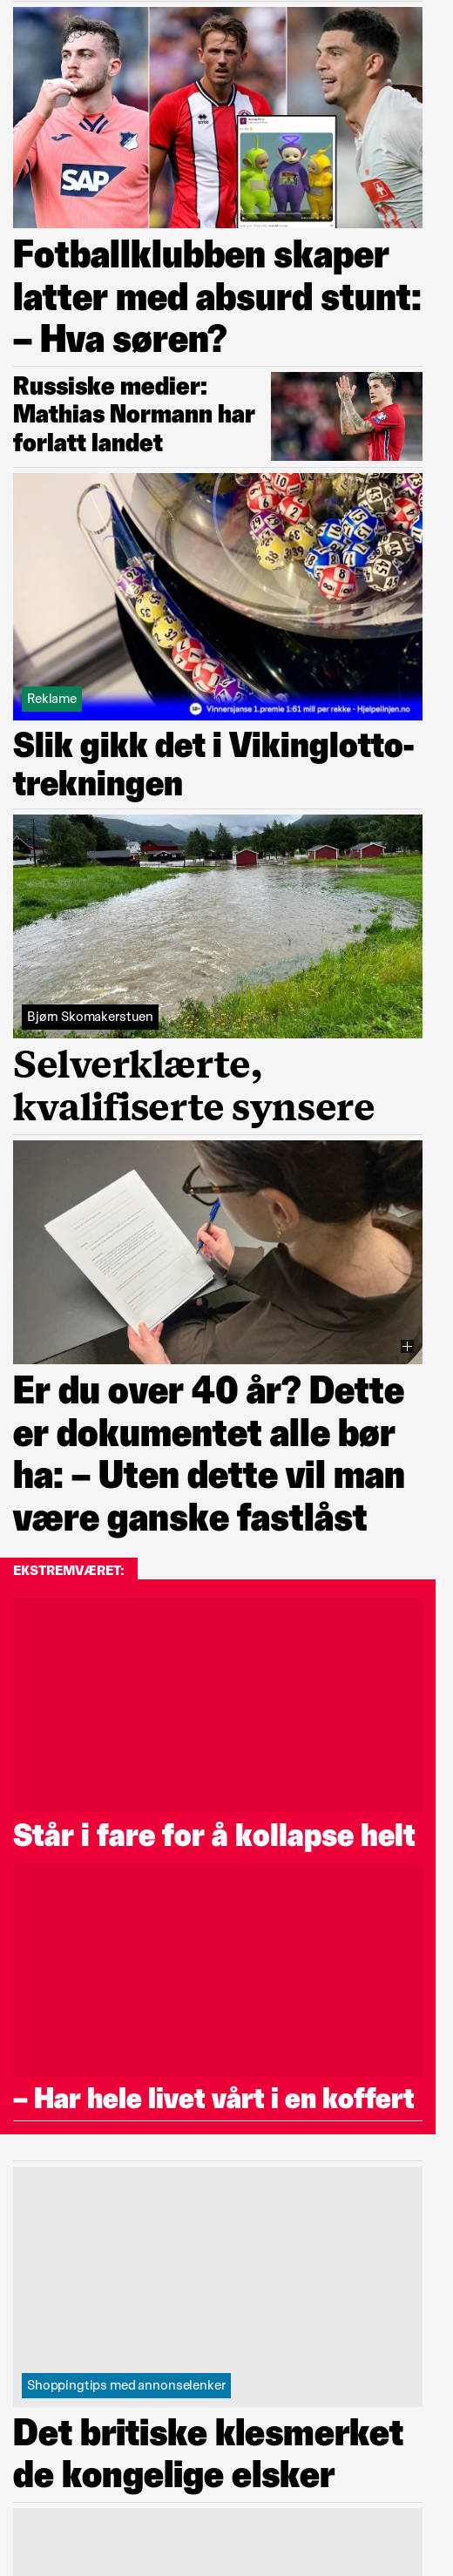 SAP
Fotballklubben skaper
latter med absurd stunt:
– Hva søren?
Russiske medier:
Mathias Normann har
forlatt landet
Reklame
18+ Vinnersjanse 1.premie 1:61 mill per rekke - Hjelpelinjen.no
Slik gikk det i Vikinglotto-
trekningen
Bjørn Skomakerstuen
Selverklærte,
kvalifiserte synsere
Er du over 40 år? Dette
er dokumentet alle bør
ha: – Uten dette vil man
være ganske fastlåst
EKSTREMVÆRET:
Står i fare for å kollapse helt
– Har hele livet vårt i en koffert
Shoppingtips med annonselenker
Det britiske klesmerket
de kongelige elsker